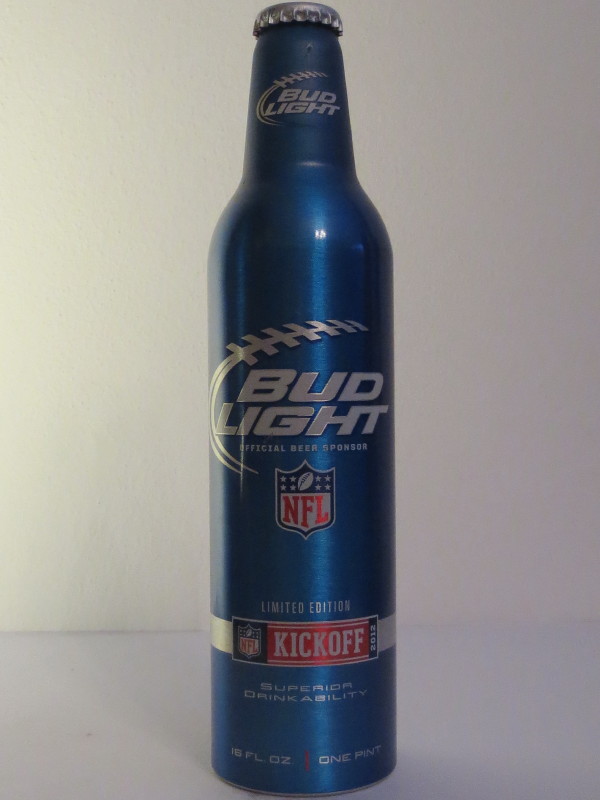 BUD
LIGHT
BUD
LIGHT
OFFICIAL BEER SPONSOR
NFL
LIMITED EDITION
NFL KICKOFF 2012
SUPERIOR
DRINKABILITY
16 FL. OZ | ONE PINT